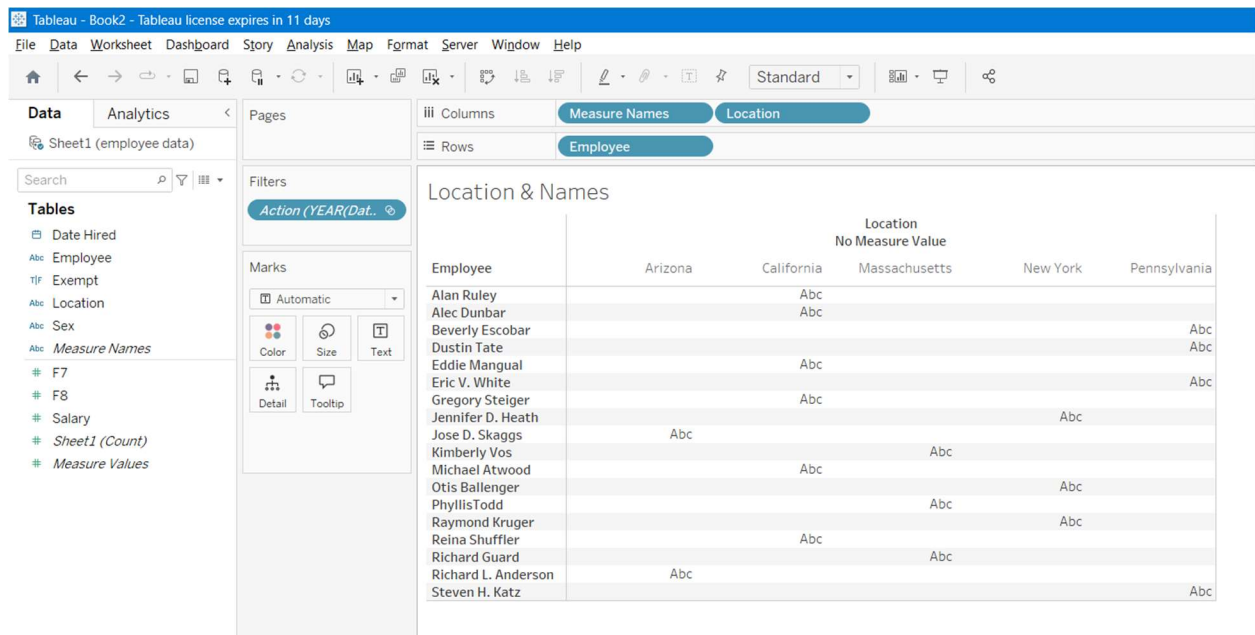 Tableau - Book2 - Tableau license expires in 11 days
File Data Worksheet Dashboard Story Analysis Map Format Server Window Help
Standard
Data Analytics
Sheet1 (employee data)
Search
Tables
Date Hired
Abc Employee
T|F Exempt
Abc Location
Abc Sex
Abc Measure Names
# F7
# F8
# Salary
# Sheet1 (Count)
# Measure Values
Pages
Filters
Action (YEAR(Dat..
Marks
Automatic
Color Size Text
Detail Tooltip
iii Columns Measure Names Location
Rows Employee
Location & Names
Location
No Measure Value
Employee Arizona California Massachusetts New York Pennsylvania
Alan Ruley Abc
Alec Dunbar Abc
Beverly Escobar Abc
Dustin Tate Abc
Eddie Mangual Abc
Eric V. White Abc
Gregory Steiger Abc
Jennifer D. Heath Abc
Jose D. Skaggs Abc
Kimberly Vos Abc
Michael Atwood Abc
Otis Ballenger Abc
PhyllisTodd Abc
Raymond Kruger Abc
Reina Shuffler Abc
Richard Guard Abc
Richard L. Anderson Abc
Steven H. Katz Abc